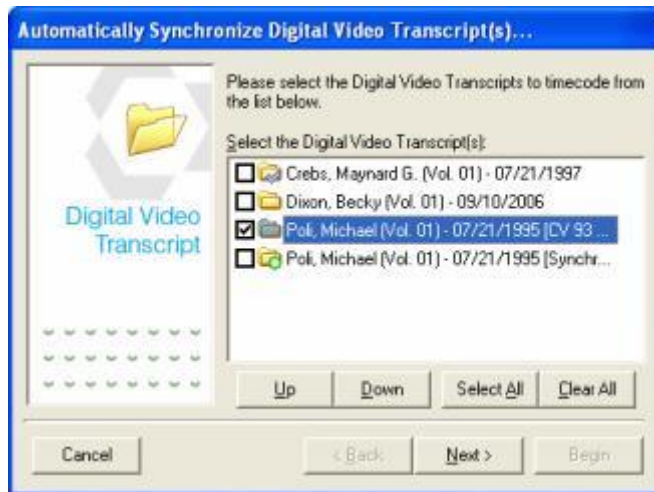 Automatically Synchronize Digital Video Transcript(s)...
Please select the Digital Video Transcripts to timecode from
the list below.
Select the Digital Video Transcript(s):
Crebs, Maynard G. (Vol. 01) - 07/21/1997
Dixon, Becky (Vol. 01) - 09/10/2006
Poli, Michael (Vol. 01) - 07/21/1995 [CV 93 ...
Poli, Michael (Vol. 01) - 07/21/1995 [Synchr...
Digital Video
Transcript
Up Down Select All Clear All
Cancel < Back Next > Begin